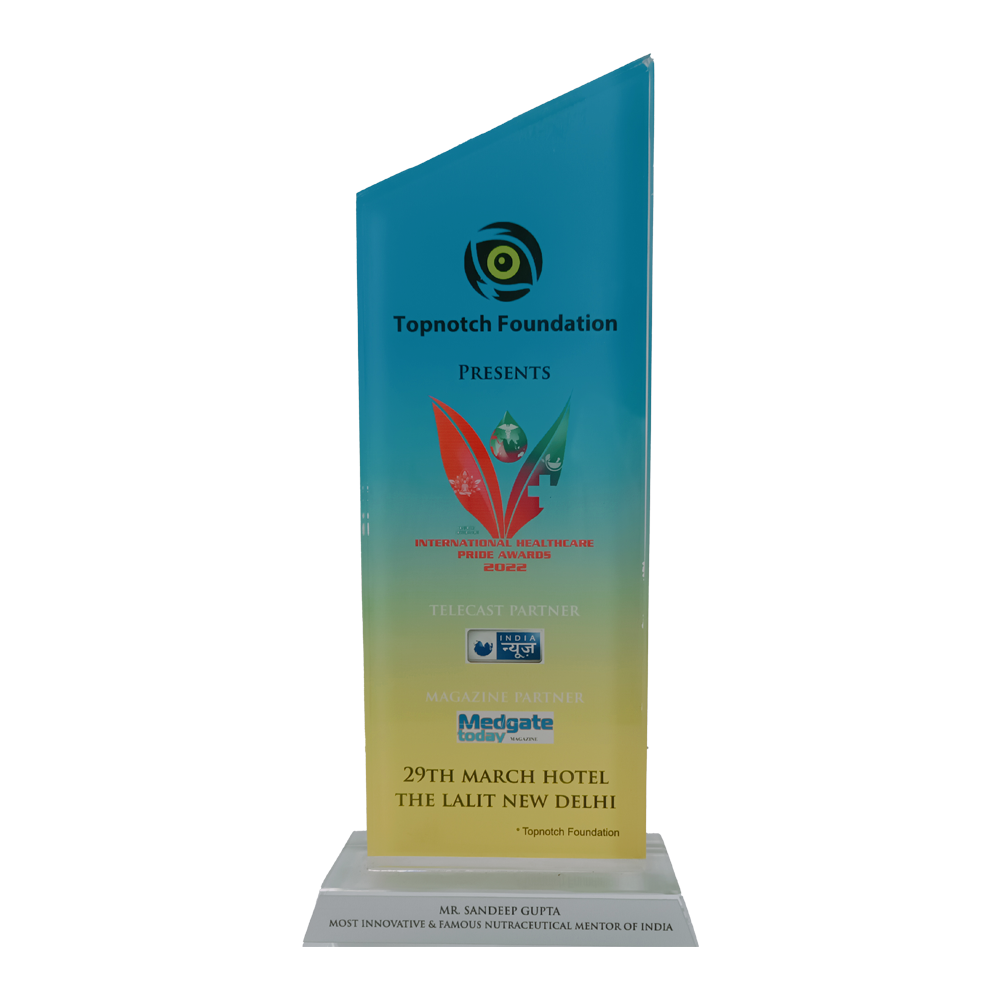 Topnotch Foundation
PRESENTS
INTERNATIONAL HEALTHCARE
PRIDE AWARDS
2022
TELECAST PARTNER
INDIA
न्यूज़
MAGAZINE PARTNER
Medgate
today MAGAZINE
29TH MARCH HOTEL
THE LALIT NEW DELHI
* Topnotch Foundation
MR. SANDEEP GUPTA
MOST INNOVATIVE & FAMOUS NUTRACEUTICAL MENTOR OF INDIA